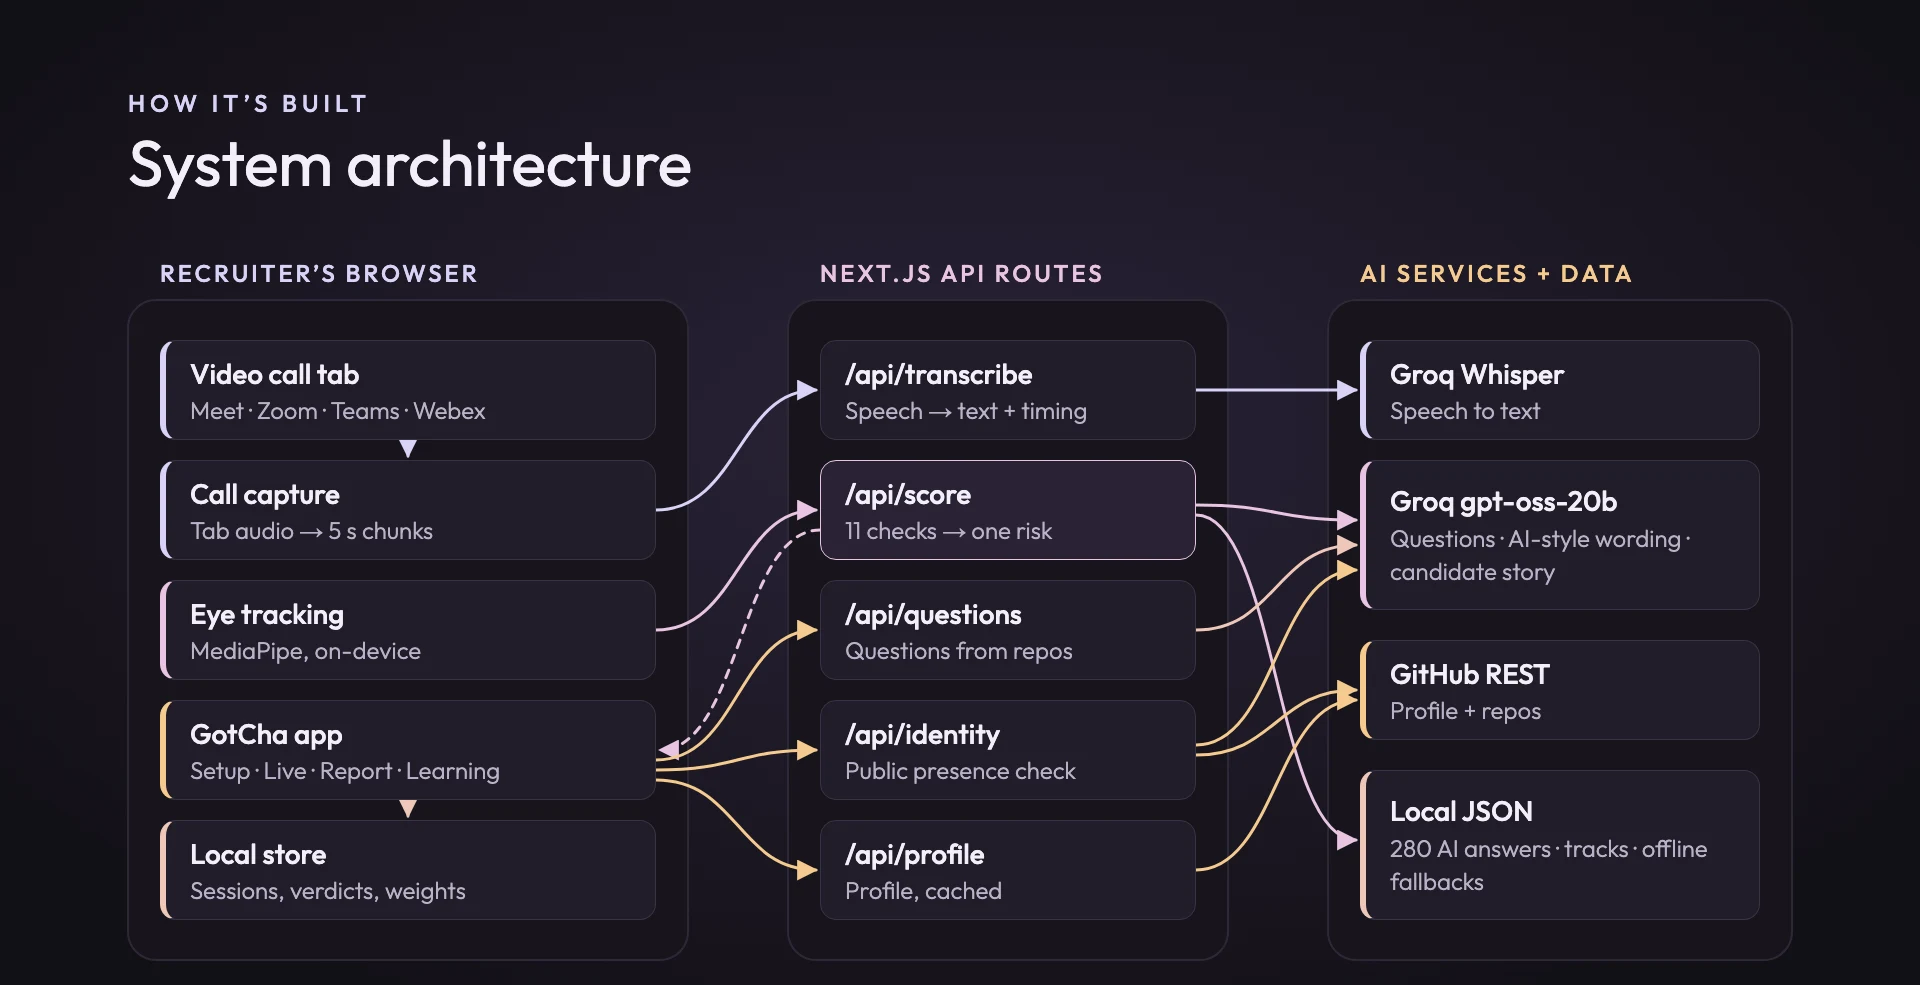 HOW IT’S BUILT
System architecture
RECRUITER’S BROWSER
Video call tab
Meet · Zoom · Teams · Webex
Call capture
Tab audio → 5 s chunks
Eye tracking
MediaPipe, on-device
GotCha app
Setup · Live · Report · Learning
Local store
Sessions, verdicts, weights
NEXT.JS API ROUTES
/api/transcribe
Speech → text + timing
/api/score
11 checks → one risk
/api/questions
Questions from repos
/api/identity
Public presence check
/api/profile
Profile, cached
AI SERVICES + DATA
Groq Whisper
Speech to text
Groq gpt-oss-20b
Questions · AI-style wording ·
candidate story
GitHub REST
Profile + repos
Local JSON
280 AI answers · tracks · offline
fallbacks